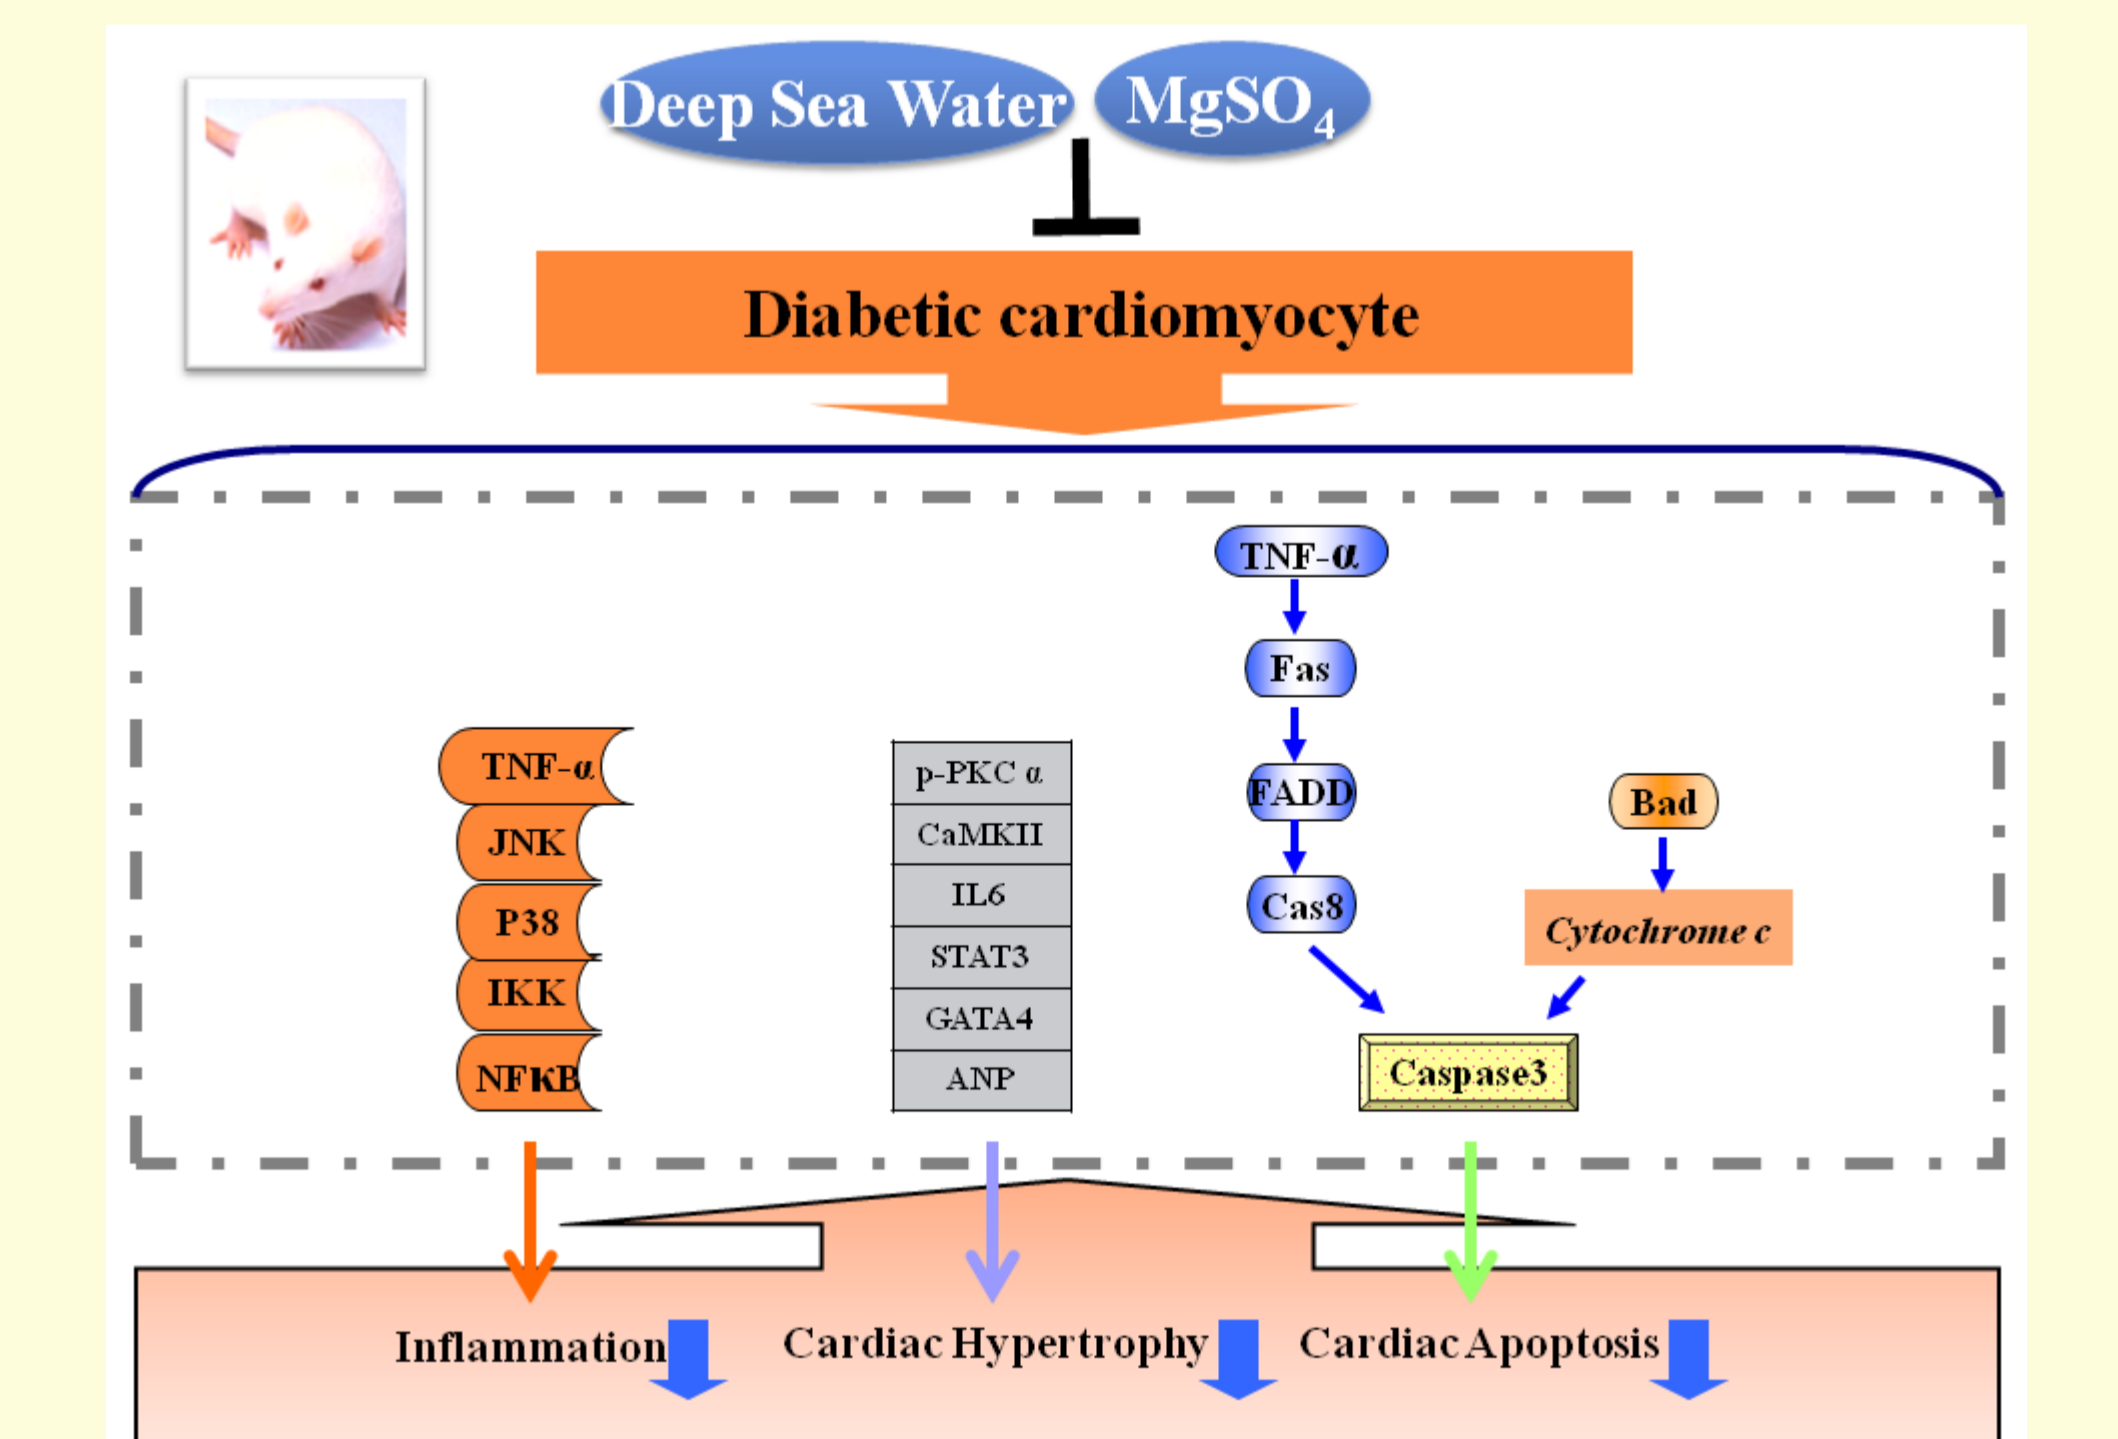 Deep Sea Water
MgSO₄
Diabetic cardiomyocyte
TNF-α
JNK
P38
IKK
NFκB
p-PKC α
CaMKII
IL6
STAT3
GATA4
ANP
TNF-α
Fas
FADD
Cas8
Bad
Cytochrome c
Caspase3
Inflammation
Cardiac Hypertrophy
Cardiac Apoptosis